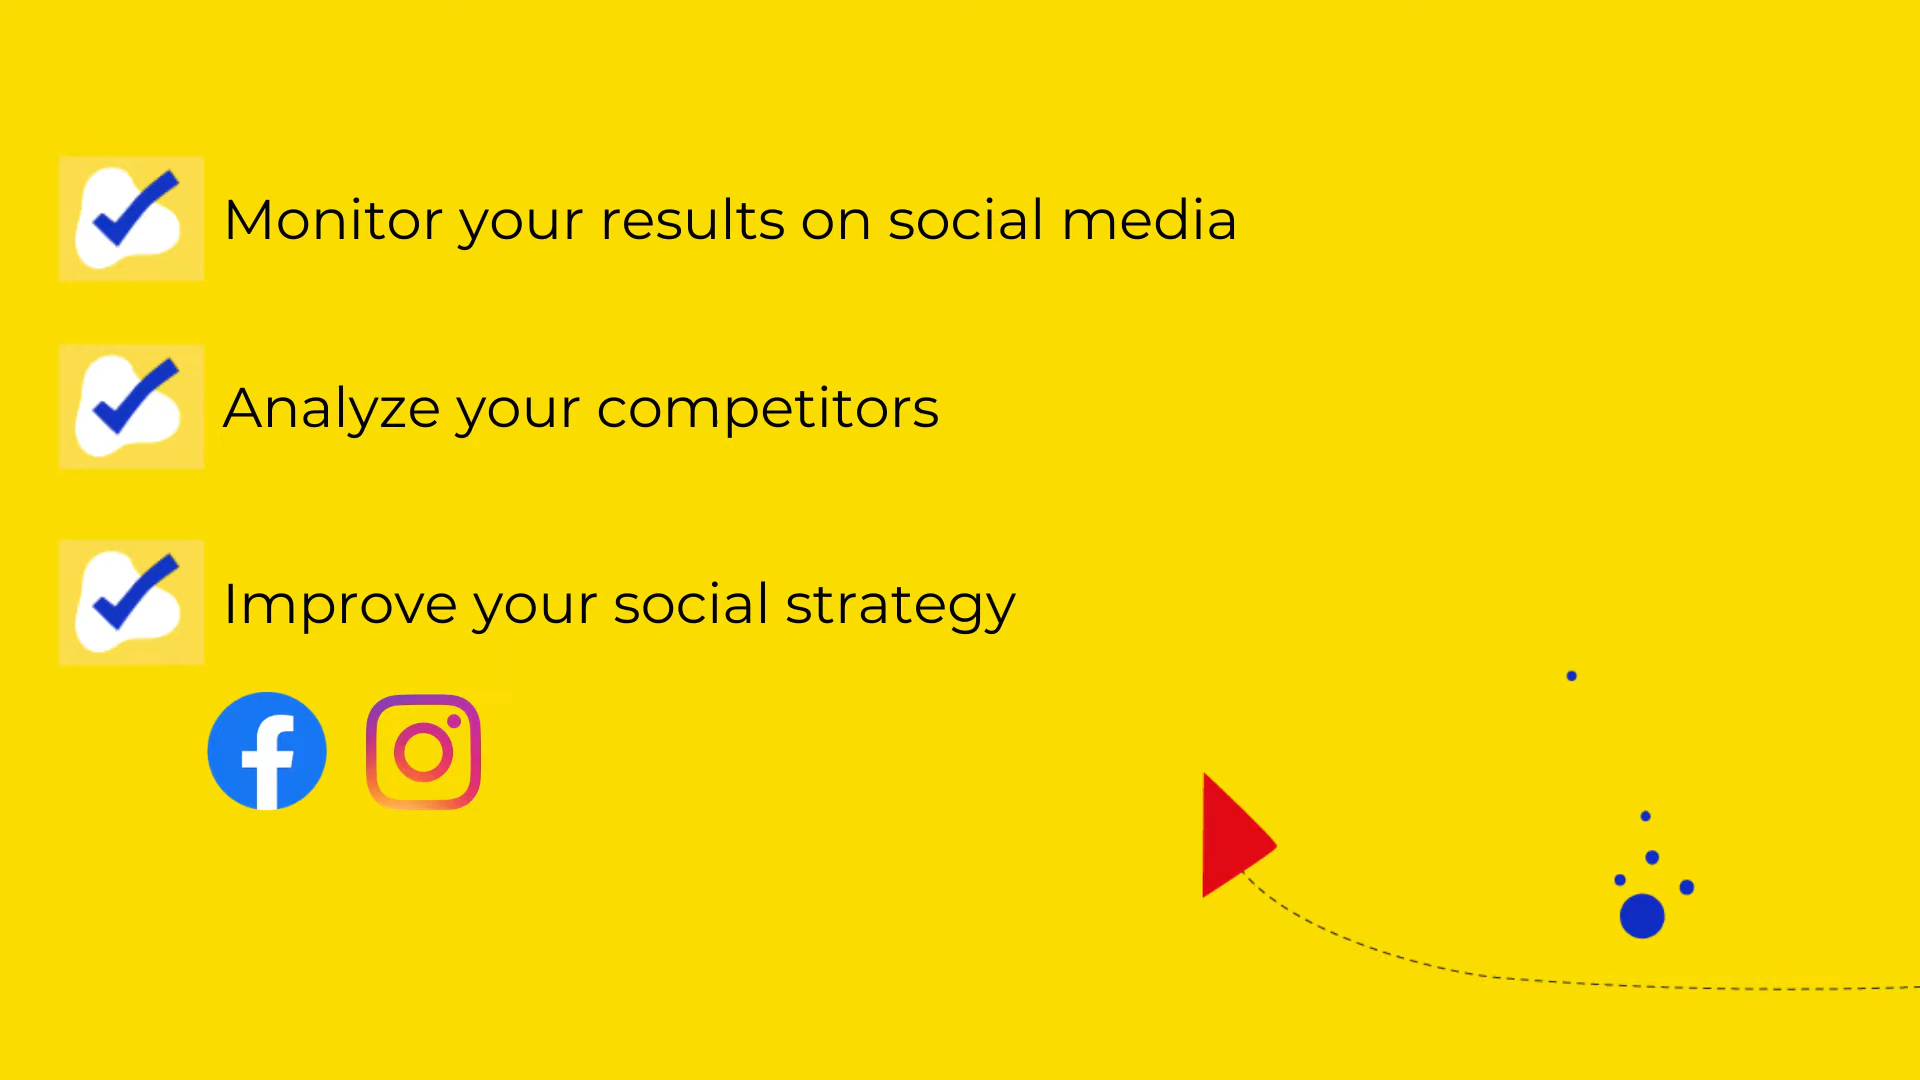 Monitor your results on social media
Analyze your competitors
Improve your social strategy